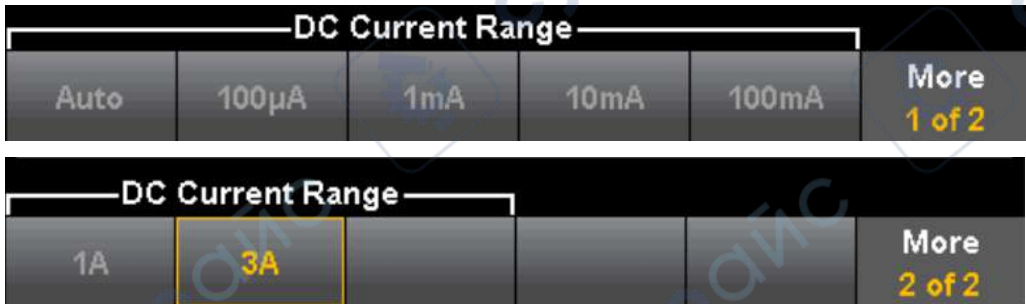 DC Current Range
Auto 100µA 1mA 10mA 100mA More
1 of 2
DC Current Range
1A 3A More
2 of 2